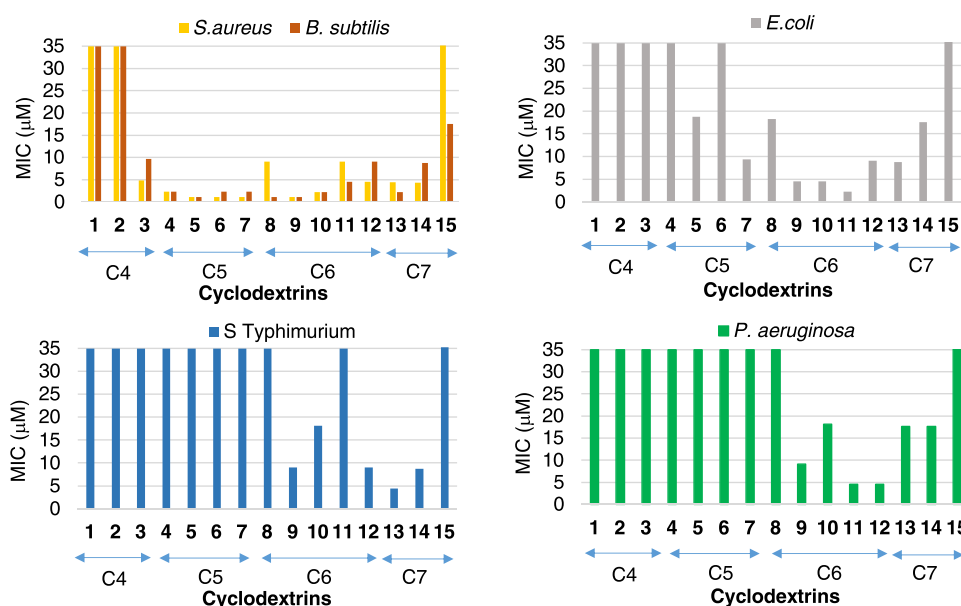 S.aureus B. subtilis
MIC (μM)
35
30
25
20
15
10
5
0
1 2 3 4 5 6 7 8 9 10 11 12 13 14 15
C4 C5 C6 C7
Cyclodextrins
E.coli
MIC (μM)
35
30
25
20
15
10
5
0
1 2 3 4 5 6 7 8 9 10 11 12 13 14 15
C4 C5 C6 C7
Cyclodextrins
S Typhimurium
MIC (μM)
35
30
25
20
15
10
5
0
1 2 3 4 5 6 7 8 9 10 11 12 13 14 15
C4 C5 C6 C7
Cyclodextrins
P. aeruginosa
MIC (μM)
35
30
25
20
15
10
5
0
1 2 3 4 5 6 7 8 9 10 11 12 13 14 15
C4 C5 C6 C7
Cyclodextrins